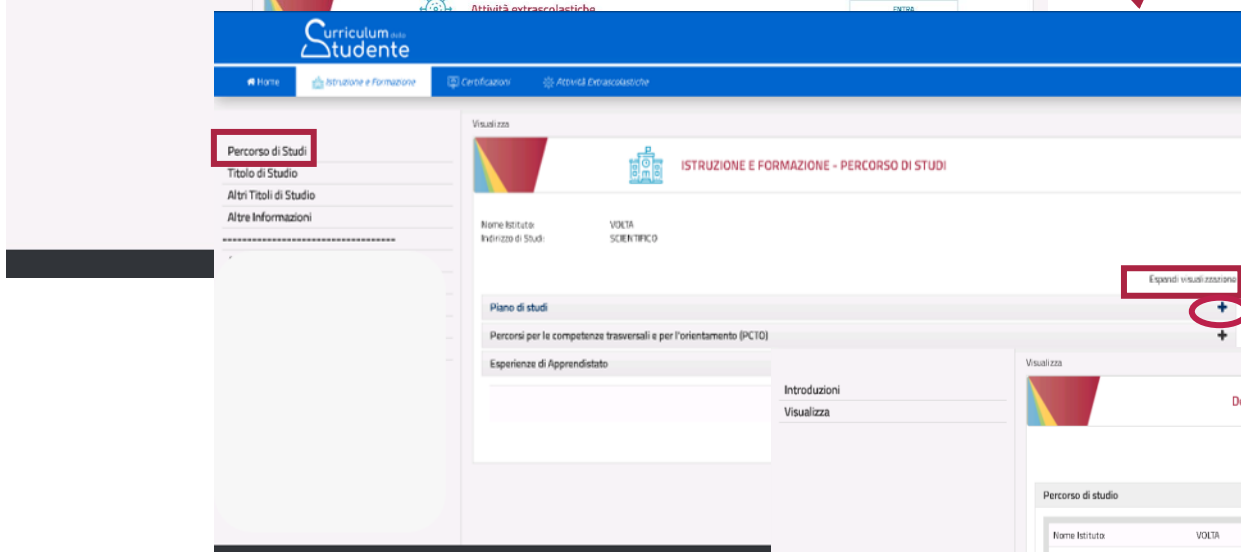 Attività extrascolastiche
ENTRA
Curriculum dello
Studente
Home
Istruzione e Formazione
Certificazioni
Attività Extrascolastiche
Percorso di Studi
Titolo di Studio
Altri Titoli di Studio
Altre Informazioni
------------------------------------
Visualizza
ISTRUZIONE E FORMAZIONE - PERCORSO DI STUDI
Nome Istituto: VOLTA
Indirizzo di Studi: SCIENTIFICO
Espandi visualizzazione
Piano di studi +
Percorsi per le competenze trasversali e per l'orientamento (PCTO) +
Esperienze di Apprendistato
Introduzioni
Visualizza
Visualizza
Percorso di studio
Nome Istituto: VOLTA